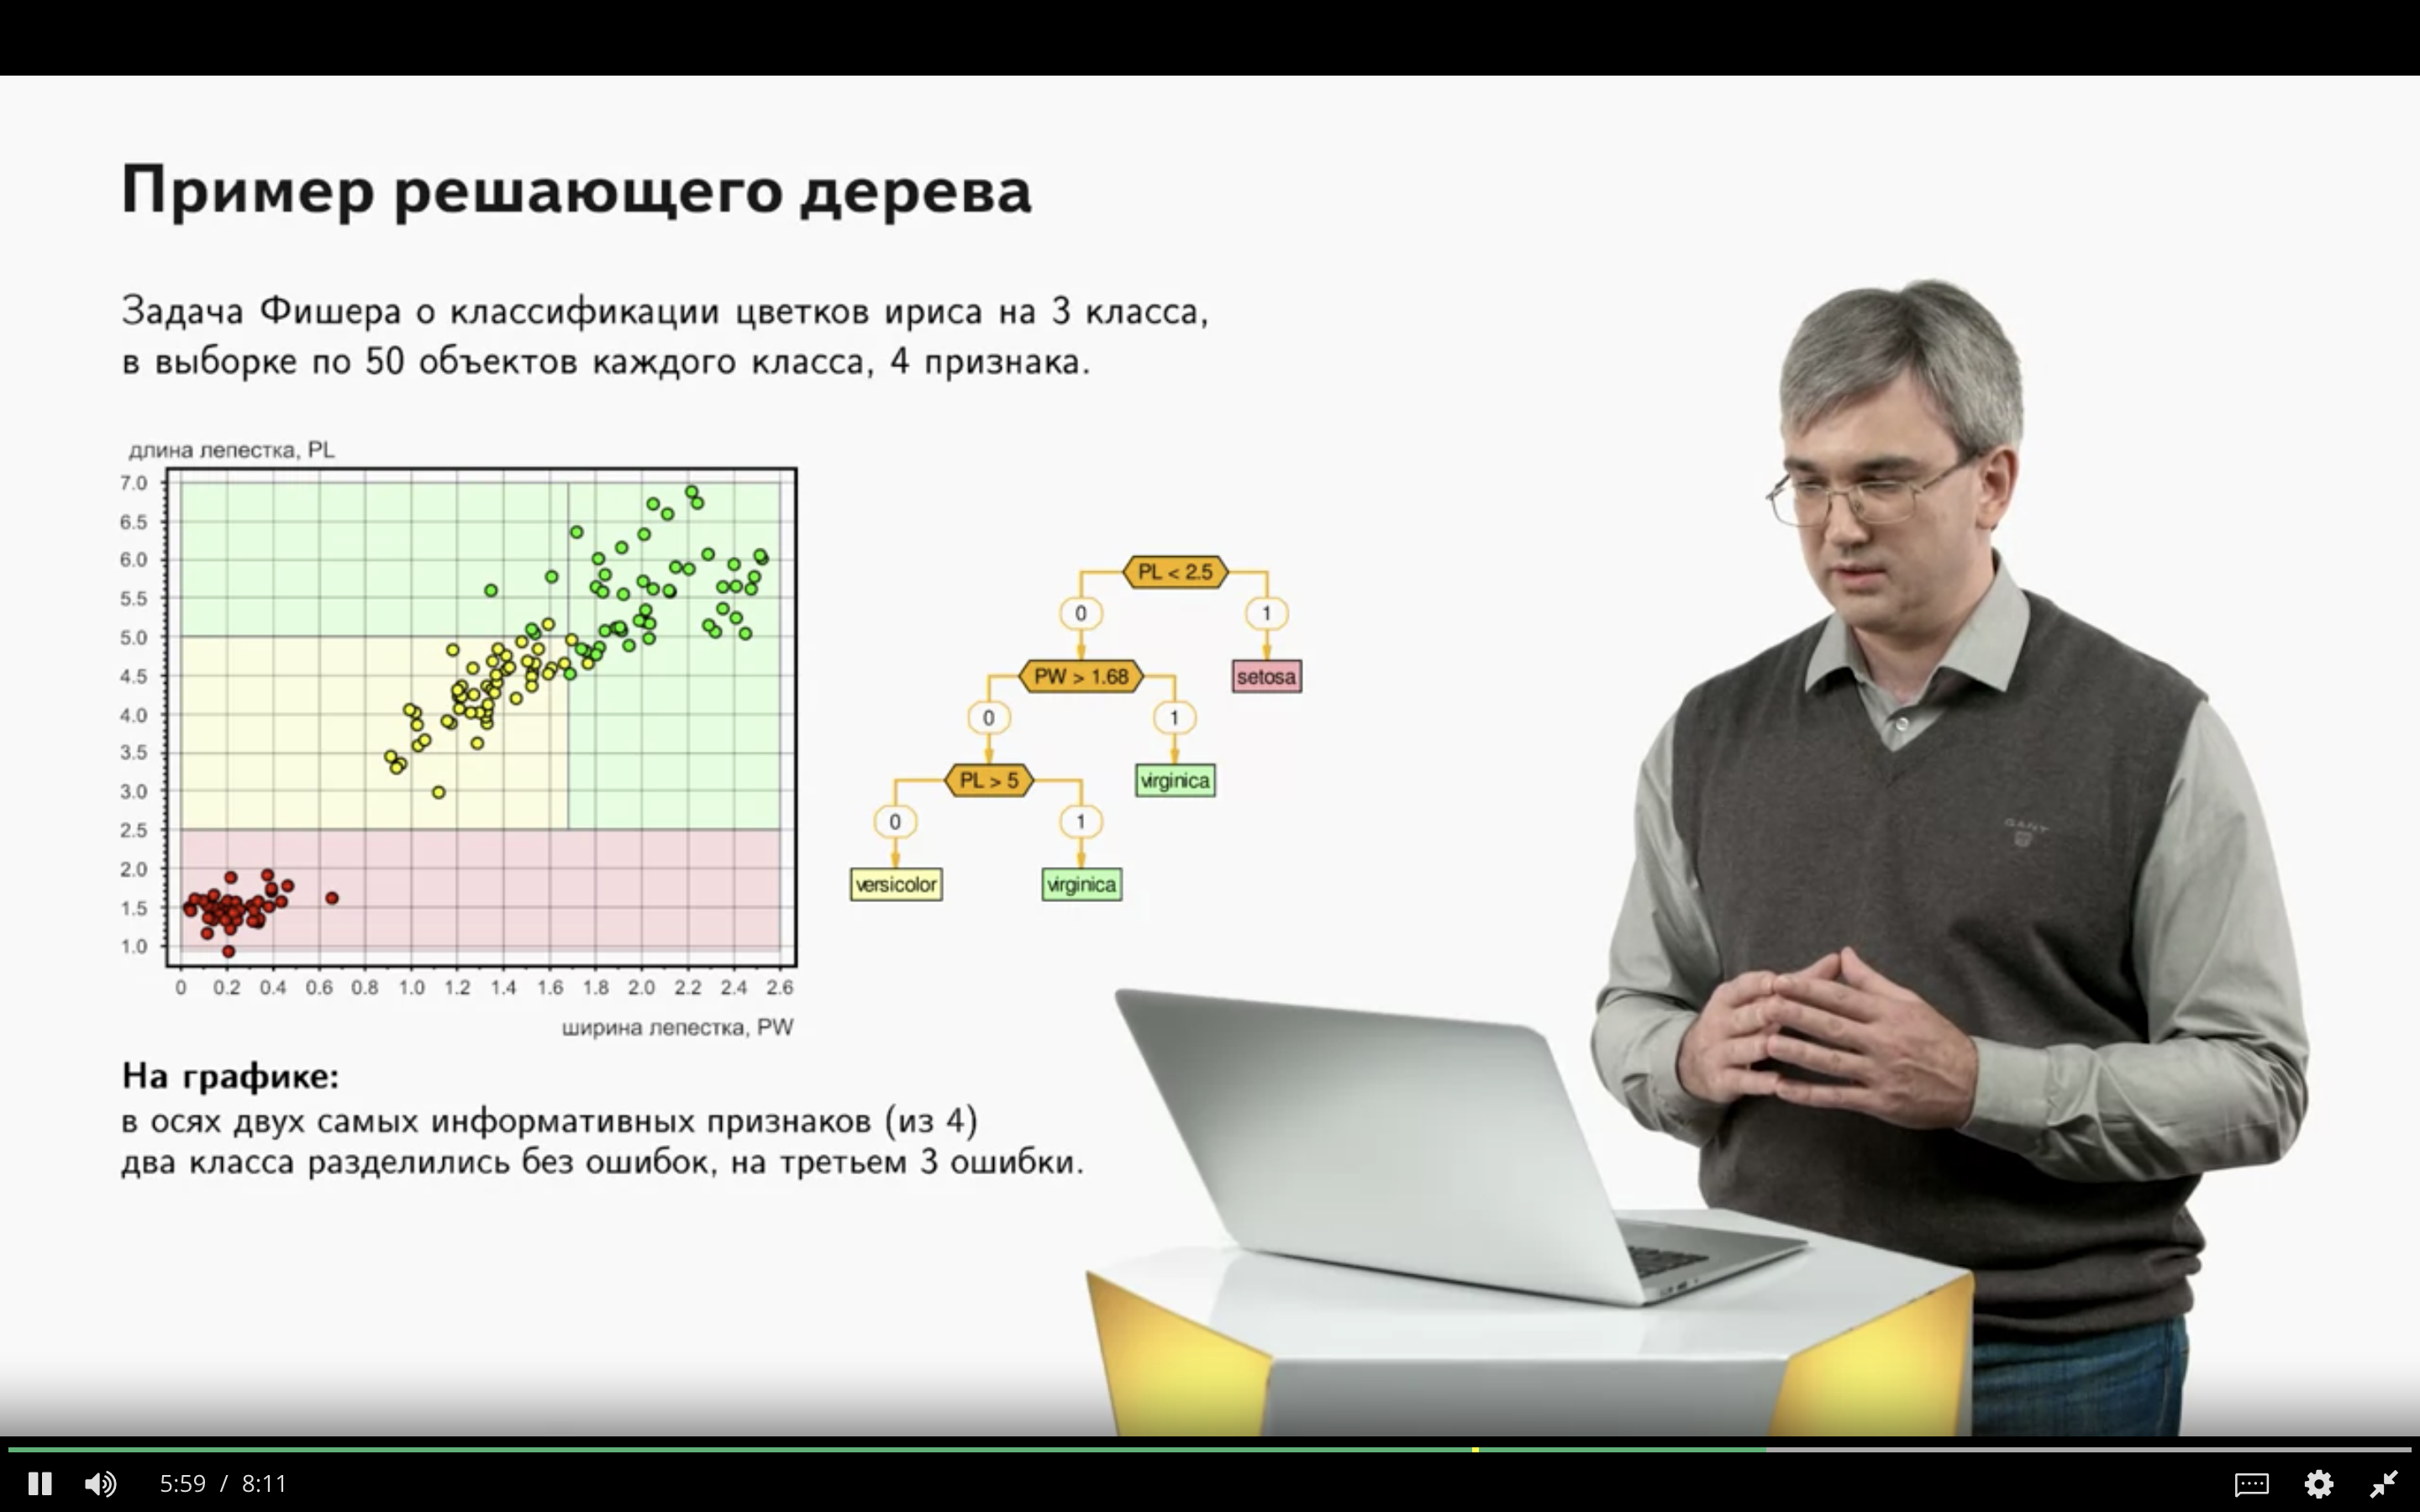 Пример решающего дерева
Задача Фишера о классификации цветков ириса на 3 класса,
в выборке по 50 объектов каждого класса, 4 признака.
длина лепестка, PL
7.0
6.5
6.0
5.5
5.0
4.5
4.0
3.5
3.0
2.5
2.0
1.5
1.0
0 0.2 0.4 0.6 0.8 1.0 1.2 1.4 1.6 1.8 2.0 2.2 2.4 2.6
ширина лепестка, PW
PL < 2.5
0 1
PW > 1.68 setosa
0 1
PL > 5 virginica
0 1
versicolor virginica
На графике:
в осях двух самых информативных признаков (из 4)
два класса разделились без ошибок, на третьем 3 ошибки.
GANT
5:59 / 8:11